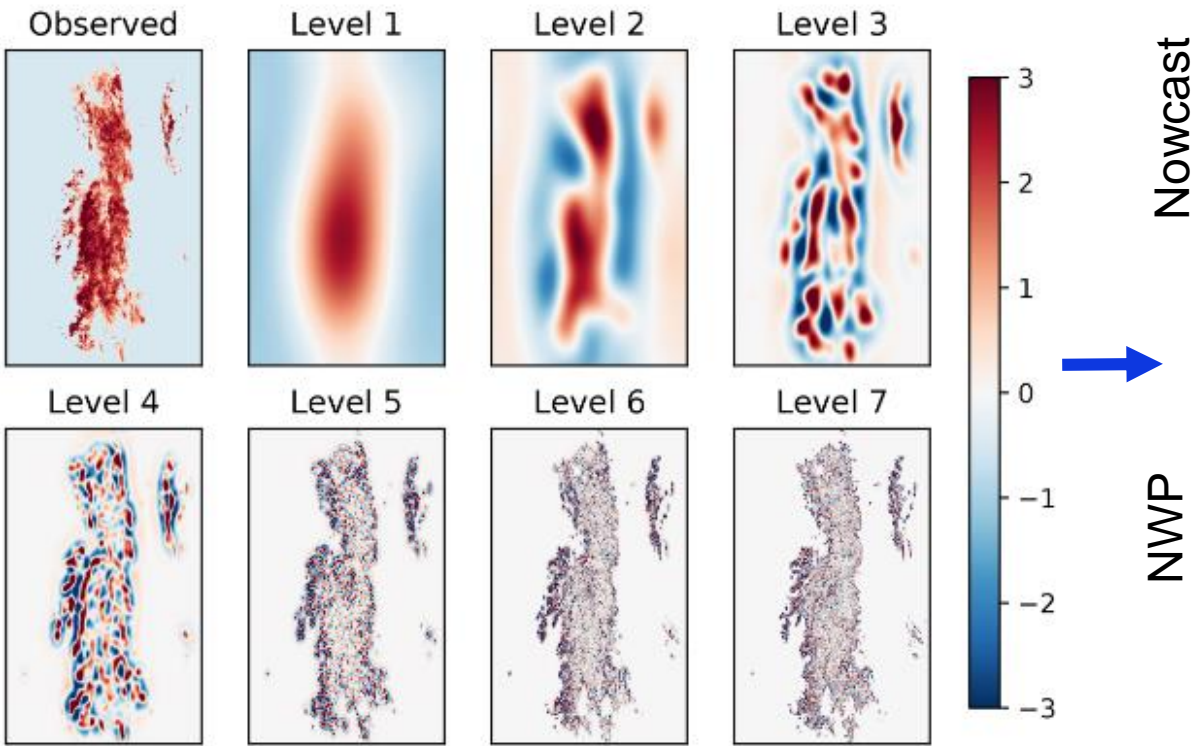 Observed
Level 1
Level 2
Level 3
Level 4
Level 5
Level 6
Level 7
3
2
1
0
−1
−2
−3
Nowcast
NWP